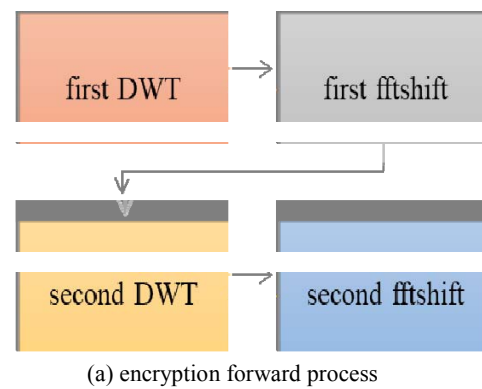 first DWT
first fftshift
second DWT
second fftshift
(a) encryption forward process